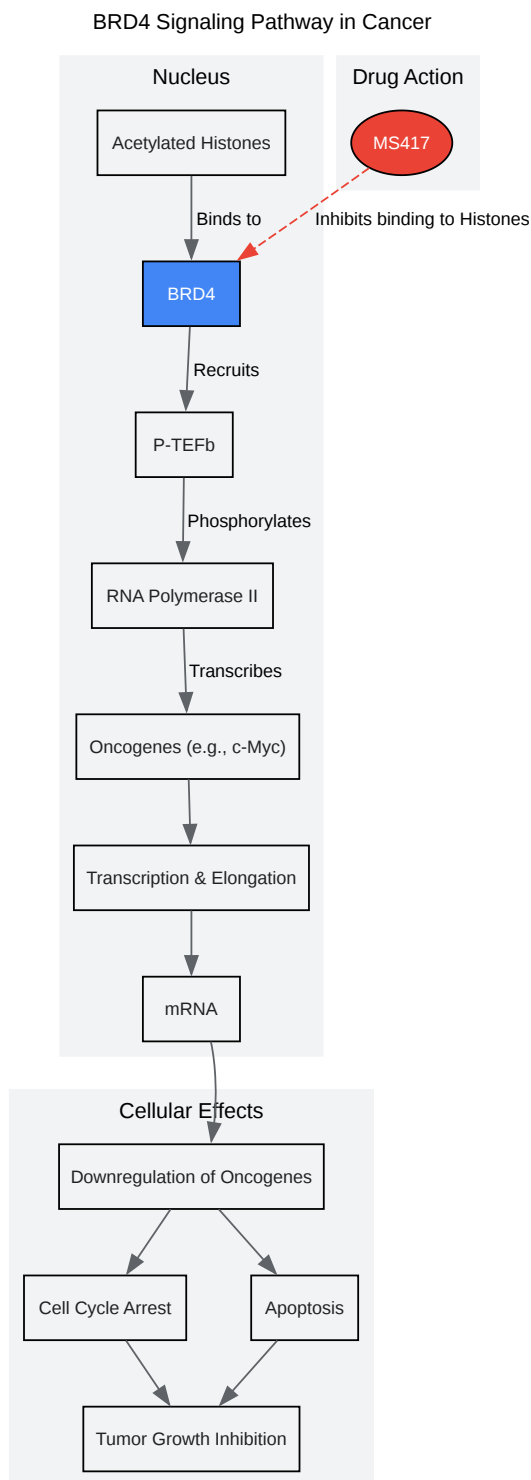 BRD4 Signaling Pathway in Cancer
Nucleus
Drug Action
Acetylated Histones
MS417
Binds to
Inhibits binding to Histones
BRD4
Recruits
P-TEFb
Phosphorylates
RNA Polymerase II
Transcribes
Oncogenes (e.g., c-Myc)
Transcription & Elongation
mRNA
Cellular Effects
Downregulation of Oncogenes
Cell Cycle Arrest
Apoptosis
Tumor Growth Inhibition